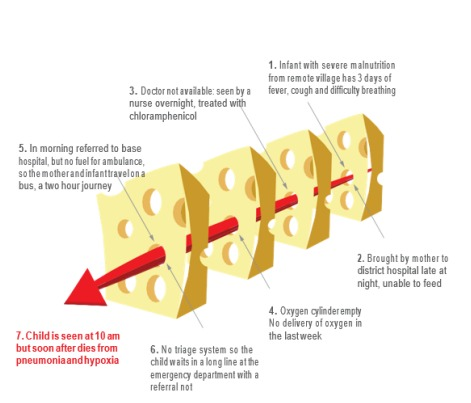 1. Infant with severe malnutrition
from remote village has 3 days of
fever, cough and difficulty breathing
3. Doctor not available: seen by a
nurse overnight, treated with
chloramphenicol
5. In morning referred to base
hospital, but no fuel for ambulance,
so the mother and infant travel on a
bus, a two hour journey
2. Brought by mother to
district hospital late at
night, unable to feed
4. Oxygen cylinder empty
No delivery of oxygen in
the last week
7. Child is seen at 10 am
but soon after dies from
pneumonia and hypoxia
6. No triage system so the
child waits in a long line at the
emergency department with a
referral not